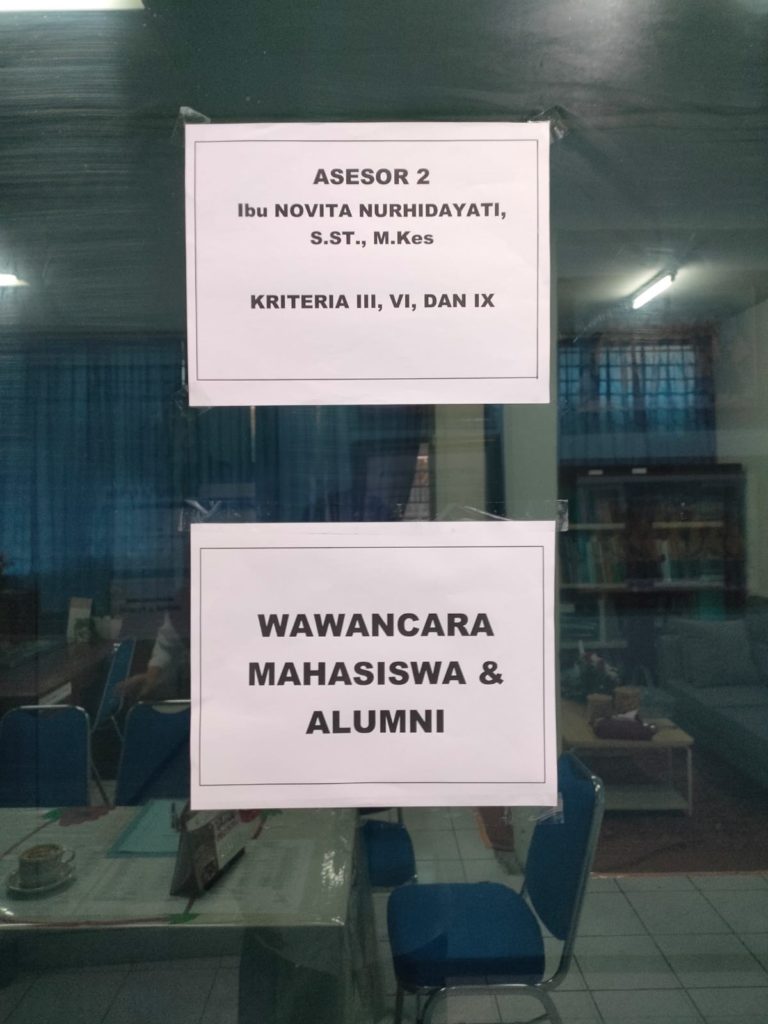 ASESOR 2
Ibu NOVITA NURHIDAYATI,
S.ST., M.Kes
KRITERIA III, VI, DAN IX
WAWANCARA
MAHASISWA &
ALUMNI